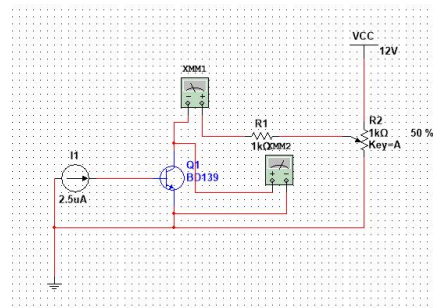 VCC
12V
XMM1
R1
1kΩ
XMM2
R2
1kΩ
Key=A
50 %
I1
2.5uA
Q1
BD139